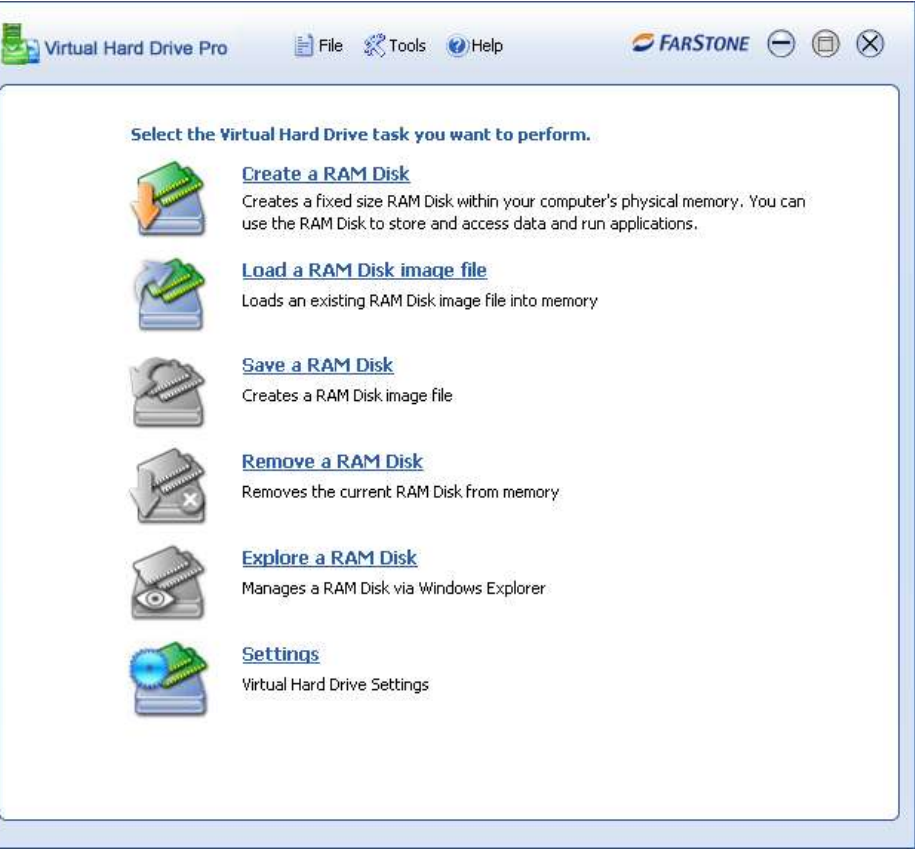 Virtual Hard Drive Pro File Tools Help FARSTONE
Select the Virtual Hard Drive task you want to perform.
Create a RAM Disk
Creates a fixed size RAM Disk within your computer's physical memory. You can
use the RAM Disk to store and access data and run applications.
Load a RAM Disk image file
Loads an existing RAM Disk image file into memory
Save a RAM Disk
Creates a RAM Disk image file
Remove a RAM Disk
Removes the current RAM Disk from memory
Explore a RAM Disk
Manages a RAM Disk via Windows Explorer
Settings
Virtual Hard Drive Settings